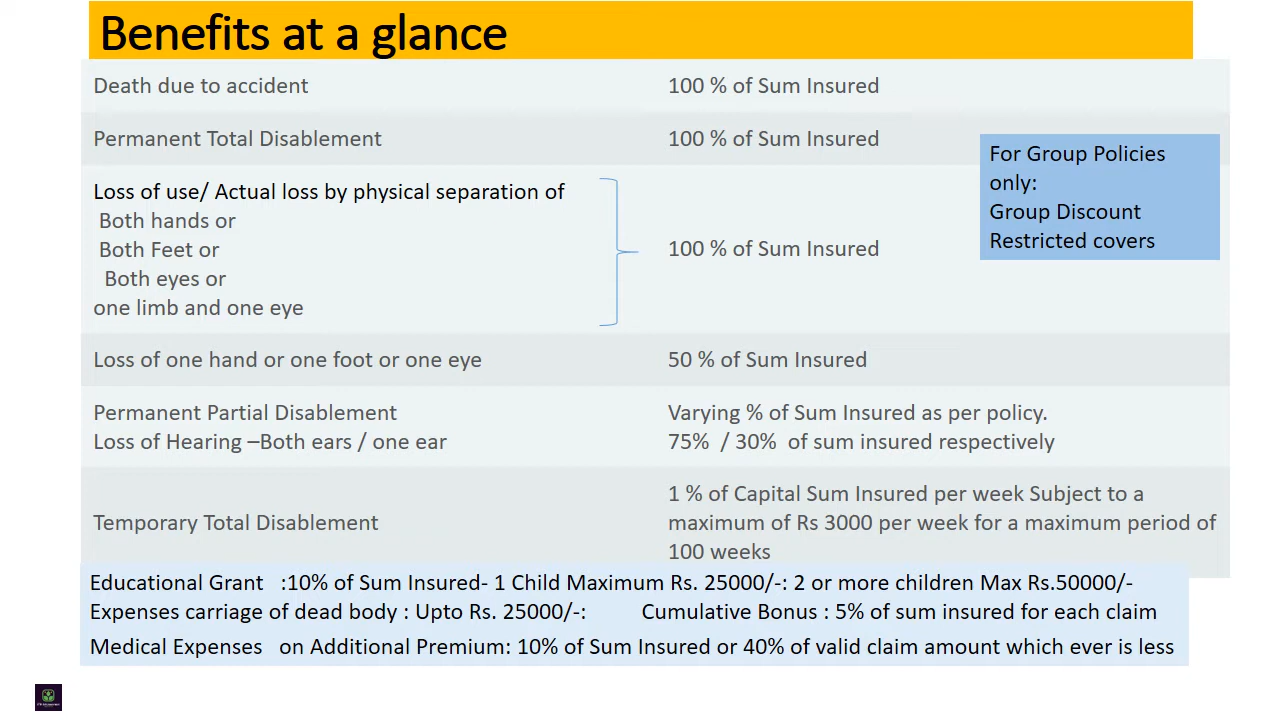 Benefits at a glance
Death due to accident 100 % of Sum Insured
Permanent Total Disablement 100 % of Sum Insured
For Group Policies
only:
Group Discount
Restricted covers
Loss of use/ Actual loss by physical separation of
Both hands or
Both Feet or
Both eyes or
one limb and one eye
100 % of Sum Insured
Loss of one hand or one foot or one eye 50 % of Sum Insured
Permanent Partial Disablement Varying % of Sum Insured as per policy.
Loss of Hearing –Both ears / one ear 75% / 30% of sum insured respectively
Temporary Total Disablement
1 % of Capital Sum Insured per week Subject to a
maximum of Rs 3000 per week for a maximum period of
100 weeks
Educational Grant :10% of Sum Insured- 1 Child Maximum Rs. 25000/-: 2 or more children Max Rs.50000/-
Expenses carriage of dead body : Upto Rs. 25000/-: Cumulative Bonus : 5% of sum insured for each claim
Medical Expenses on Additional Premium: 10% of Sum Insured or 40% of valid claim amount which ever is less